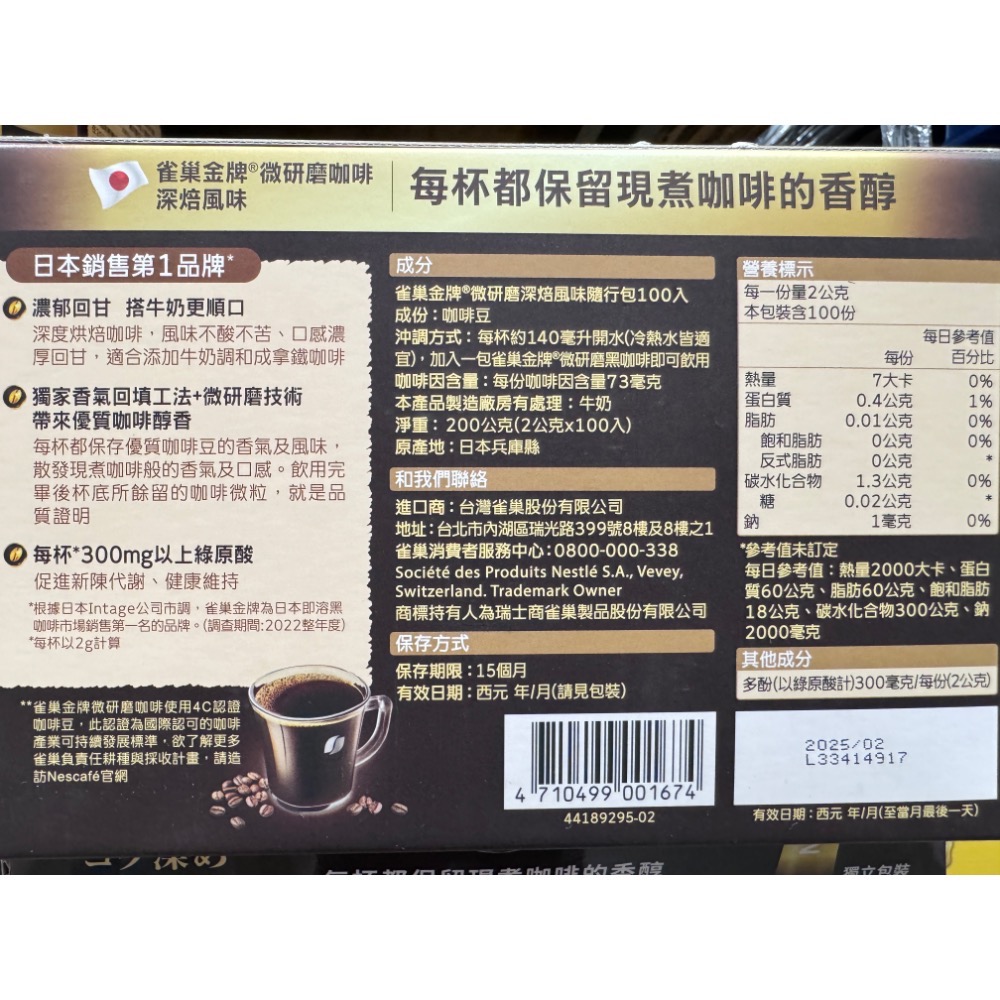 雀巢金牌®微研磨咖啡
深焙風味
每杯都保留現煮咖啡的香醇
日本銷售第1品牌*
濃郁回甘 搭牛奶更順口
深度烘焙咖啡，風味不酸不苦、口感濃
厚回甘，適合添加牛奶調和成拿鐵咖啡
獨家香氣回填工法+微研磨技術
帶來優質咖啡醇香
每杯都保存優質咖啡豆的香氣及風味，
散發現煮咖啡般的香氣及口感。飲用完
畢後杯底所餘留的咖啡微粒，就是品
質證明
每杯*300mg以上綠原酸
促進新陳代謝、健康維持
*根據日本Intage公司市調，雀巢金牌為日本即溶黑
咖啡市場銷售第一名的品牌。(調查期間:2022整年度)
*每杯以2g計算
**雀巢金牌微研磨咖啡使用4C認證
咖啡豆，此認證為國際認可的咖啡
產業可持續發展標準，欲了解更多
雀巢負責任耕種與採收計畫，請造
訪Nescafé官網
成分
雀巢金牌®微研磨深焙風味隨行包100入
成份：咖啡豆
沖調方式：每杯約140毫升開水(冷熱水皆適
宜)，加入一包雀巢金牌®微研磨黑咖啡即可飲用
咖啡因含量：每份咖啡因含量73毫克
本產品製造廠房有處理：牛奶
淨重：200公克(2公克x100入)
原產地：日本兵庫縣
和我們聯絡
進口商：台灣雀巢股份有限公司
地址：台北市內湖區瑞光路399號8樓及8樓之1
雀巢消費者服務中心：0800-000-338
Société des Produits Nestlé S.A., Vevey,
Switzerland. Trademark Owner
商標持有人為瑞士商雀巢製品股份有限公司
保存方式
保存期限：15個月
有效日期：西元 年/月(請見包裝)
4 710499 001674
44189295-02
營養標示
每一份量2公克
本包裝含100份
每日參考值
每份 百分比
熱量 7大卡 0%
蛋白質 0.4公克 1%
脂肪 0.01公克 0%
飽和脂肪 0公克 0%
反式脂肪 0公克 *
碳水化合物 1.3公克 0%
糖 0.02公克 *
鈉 1毫克 0%
*參考值未訂定
每日參考值：熱量2000大卡、蛋白
質60公克、脂肪60公克、飽和脂肪
18公克、碳水化合物300公克、鈉
2000毫克
其他成分
多酚(以綠原酸計)300毫克/每份(2公克)
2025/02
L33414917
有效日期：西元 年/月(至當月最後一天)
コク深め
每杯都保留現煮咖啡的香醇
獨立包裝